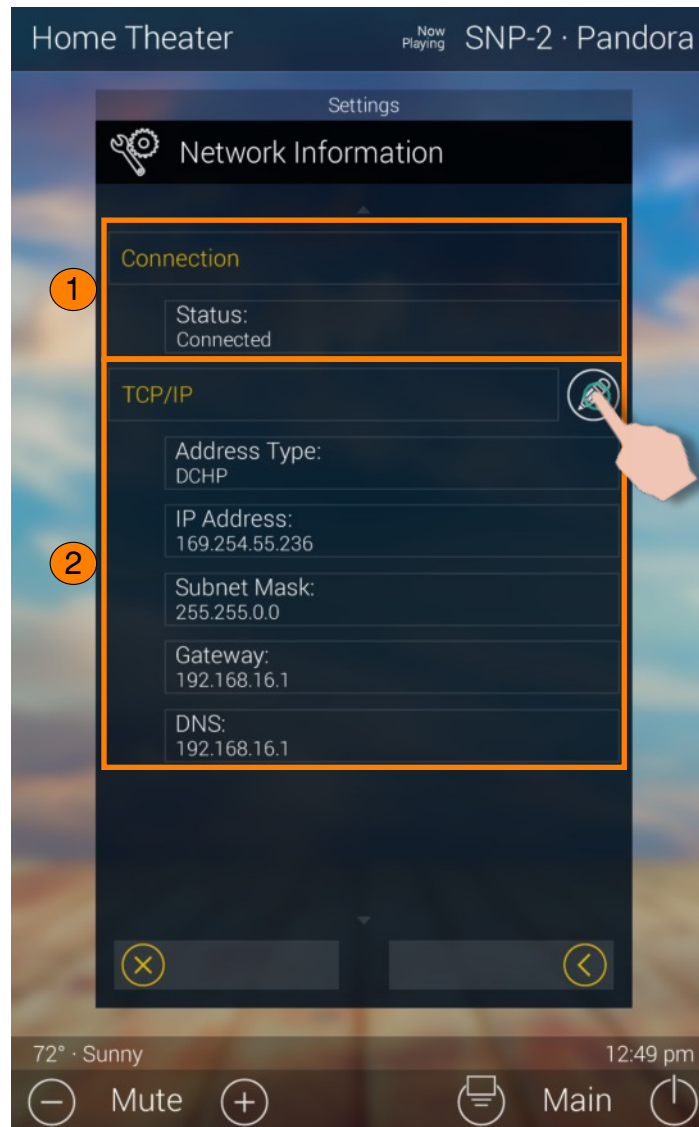 Home Theater
Now Playing
SNP-2 · Pandora
Settings
Network Information
1
Connection
Status:
Connected
TCP/IP
Address Type:
DCHP
IP Address:
169.254.55.236
2
Subnet Mask:
255.255.0.0
Gateway:
192.168.16.1
DNS:
192.168.16.1
72° · Sunny
12:49 pm
Mute
Main